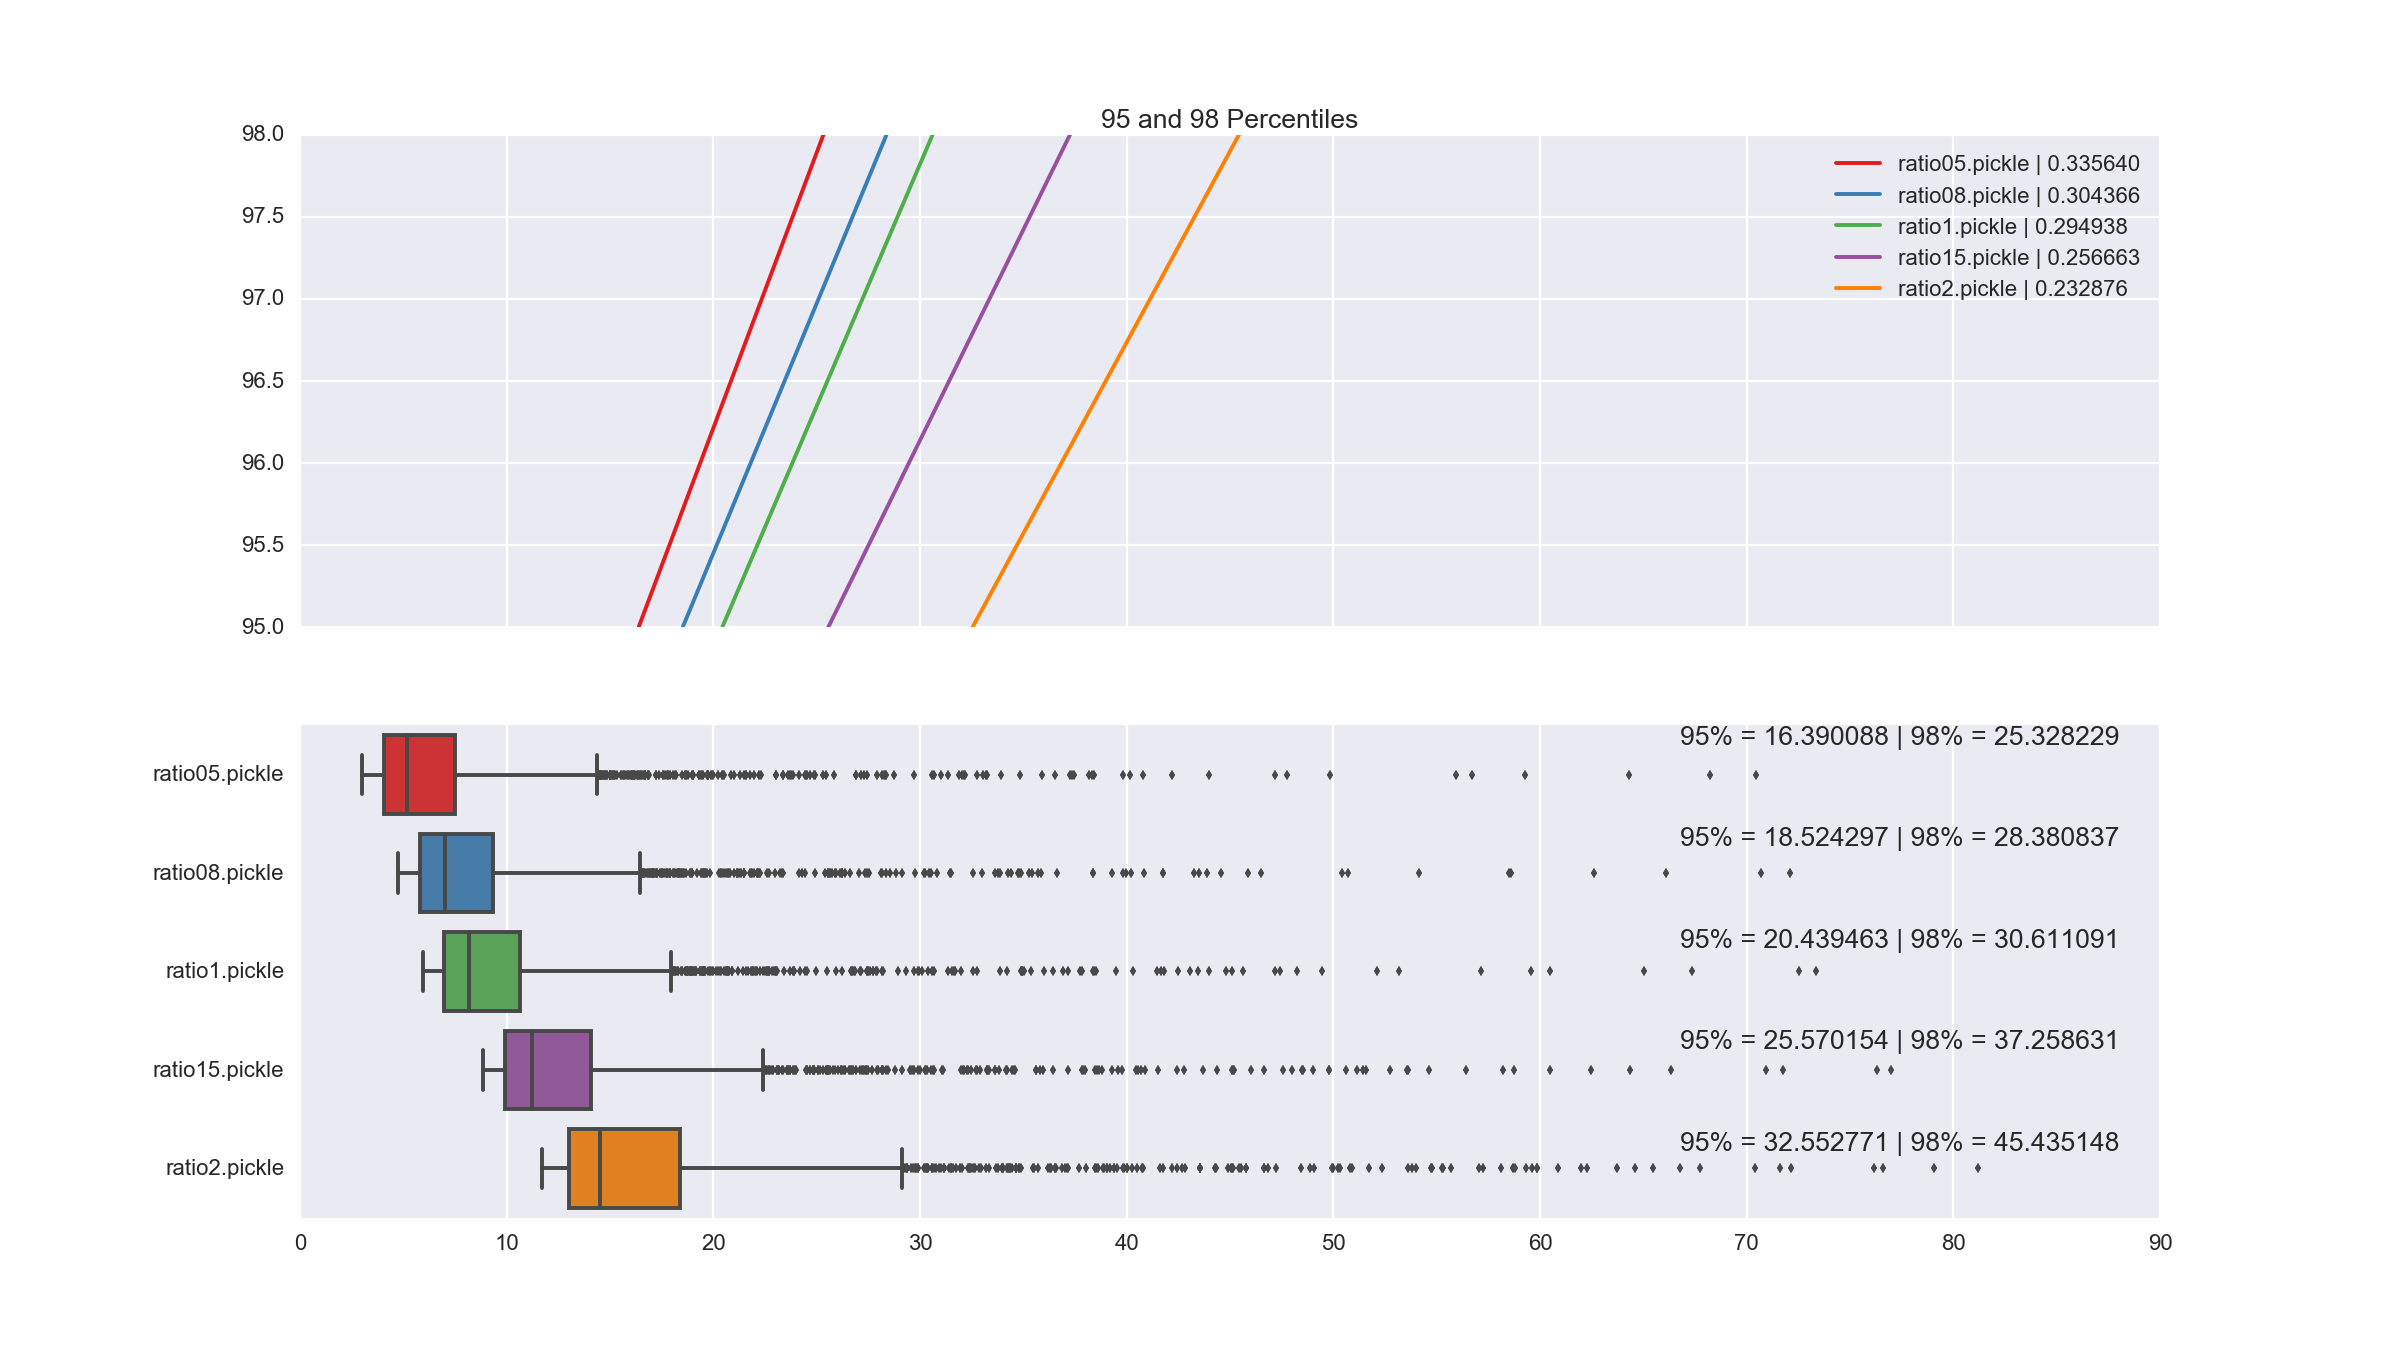 95 and 98 Percentiles
98.0
97.5
97.0
96.5
96.0
95.5
95.0
ratio05.pickle | 0.335640
ratio08.pickle | 0.304366
ratio1.pickle | 0.294938
ratio15.pickle | 0.256663
ratio2.pickle | 0.232876
95% = 16.390088 | 98% = 25.328229
ratio05.pickle
95% = 18.524297 | 98% = 28.380837
ratio08.pickle
95% = 20.439463 | 98% = 30.611091
ratio1.pickle
95% = 25.570154 | 98% = 37.258631
ratio15.pickle
95% = 32.552771 | 98% = 45.435148
ratio2.pickle
0 10 20 30 40 50 60 70 80 90